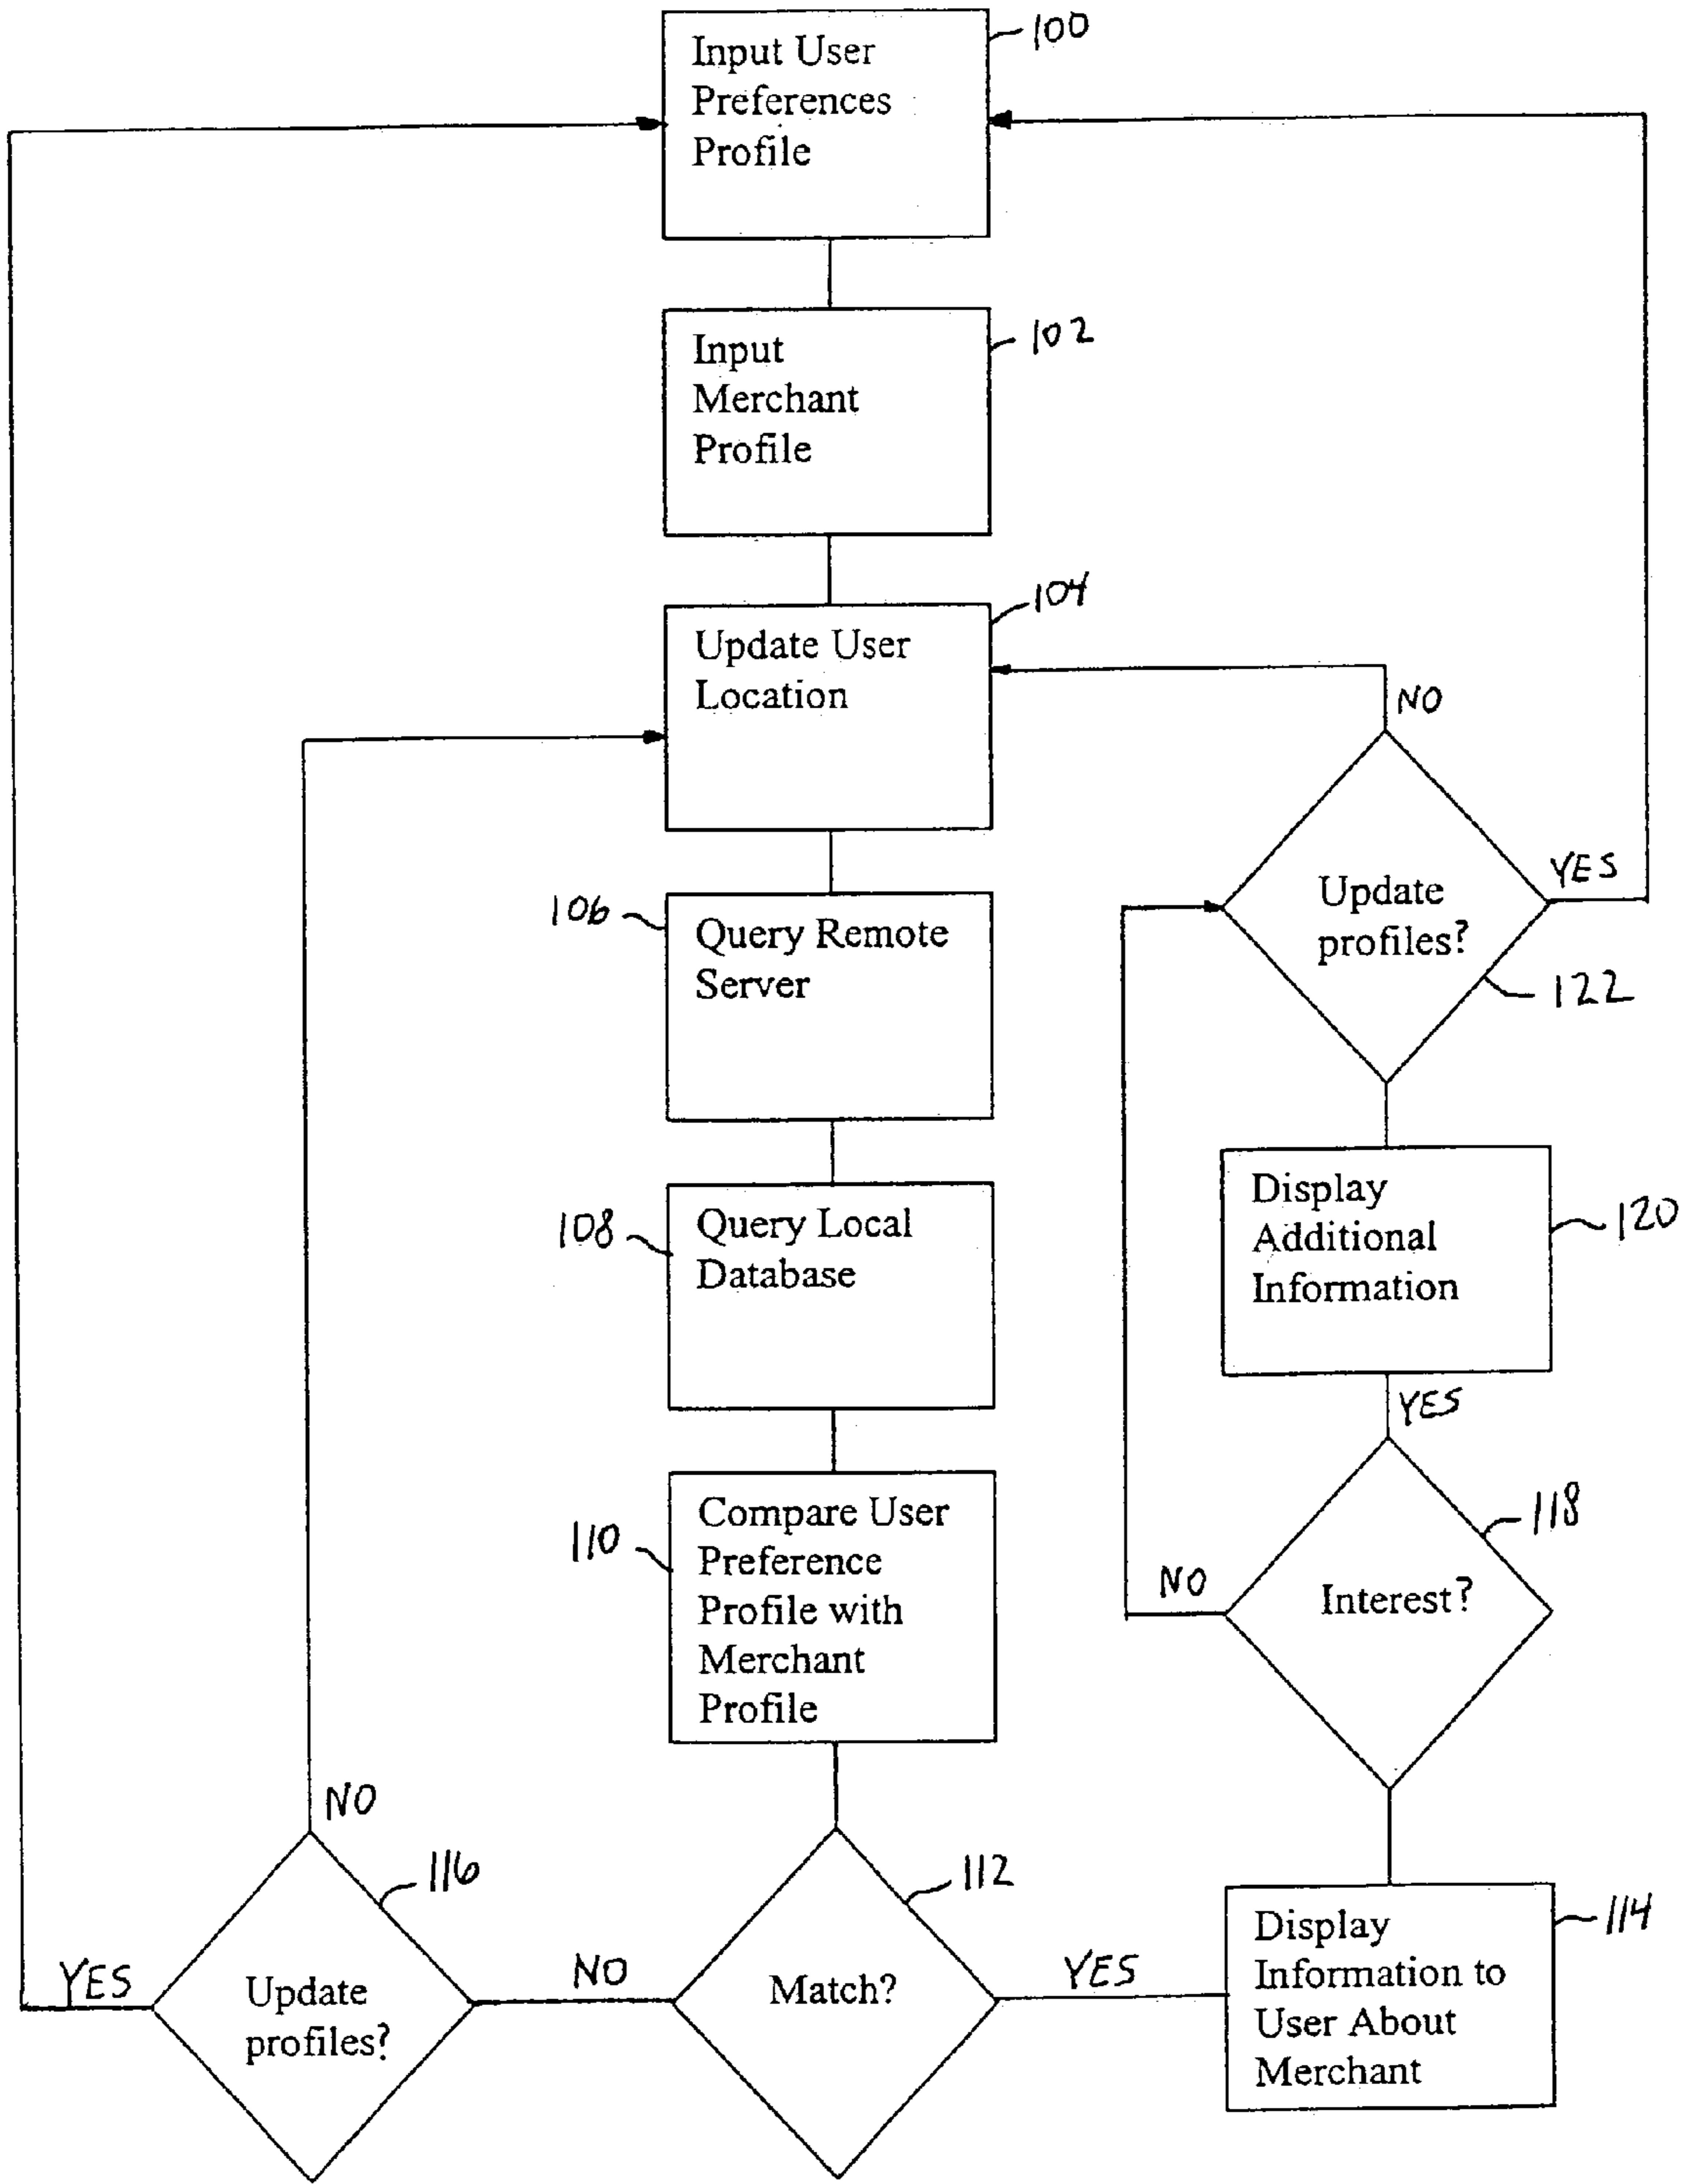 Input User
Preferences
Profile
100
Input
Merchant
Profile
102
Update User
Location
104
NO
Update
profiles?
YES
122
106
Query Remote
Server
108
Query Local
Database
Display
Additional
Information
120
YES
110
Compare User
Preference
Profile with
Merchant
Profile
NO
Interest?
118
NO
116
Update
profiles?
YES
NO
Match?
112
YES
Display
Information to
User About
Merchant
114